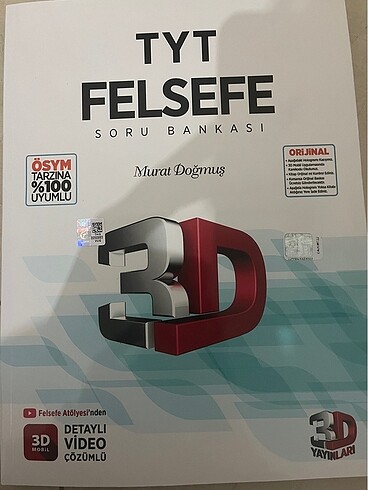 TYT
FELSEFE
SORU BANKASI
ÖSYM
TARZINA
%100
UYUMLU
Murat Doğmuş
ORİJİNAL
3D
Felsefe Atölyesi'nden
3D
MOBİL
DETAYLI
VİDEO
ÇÖZÜMLÜ
3D
YAYINLARI